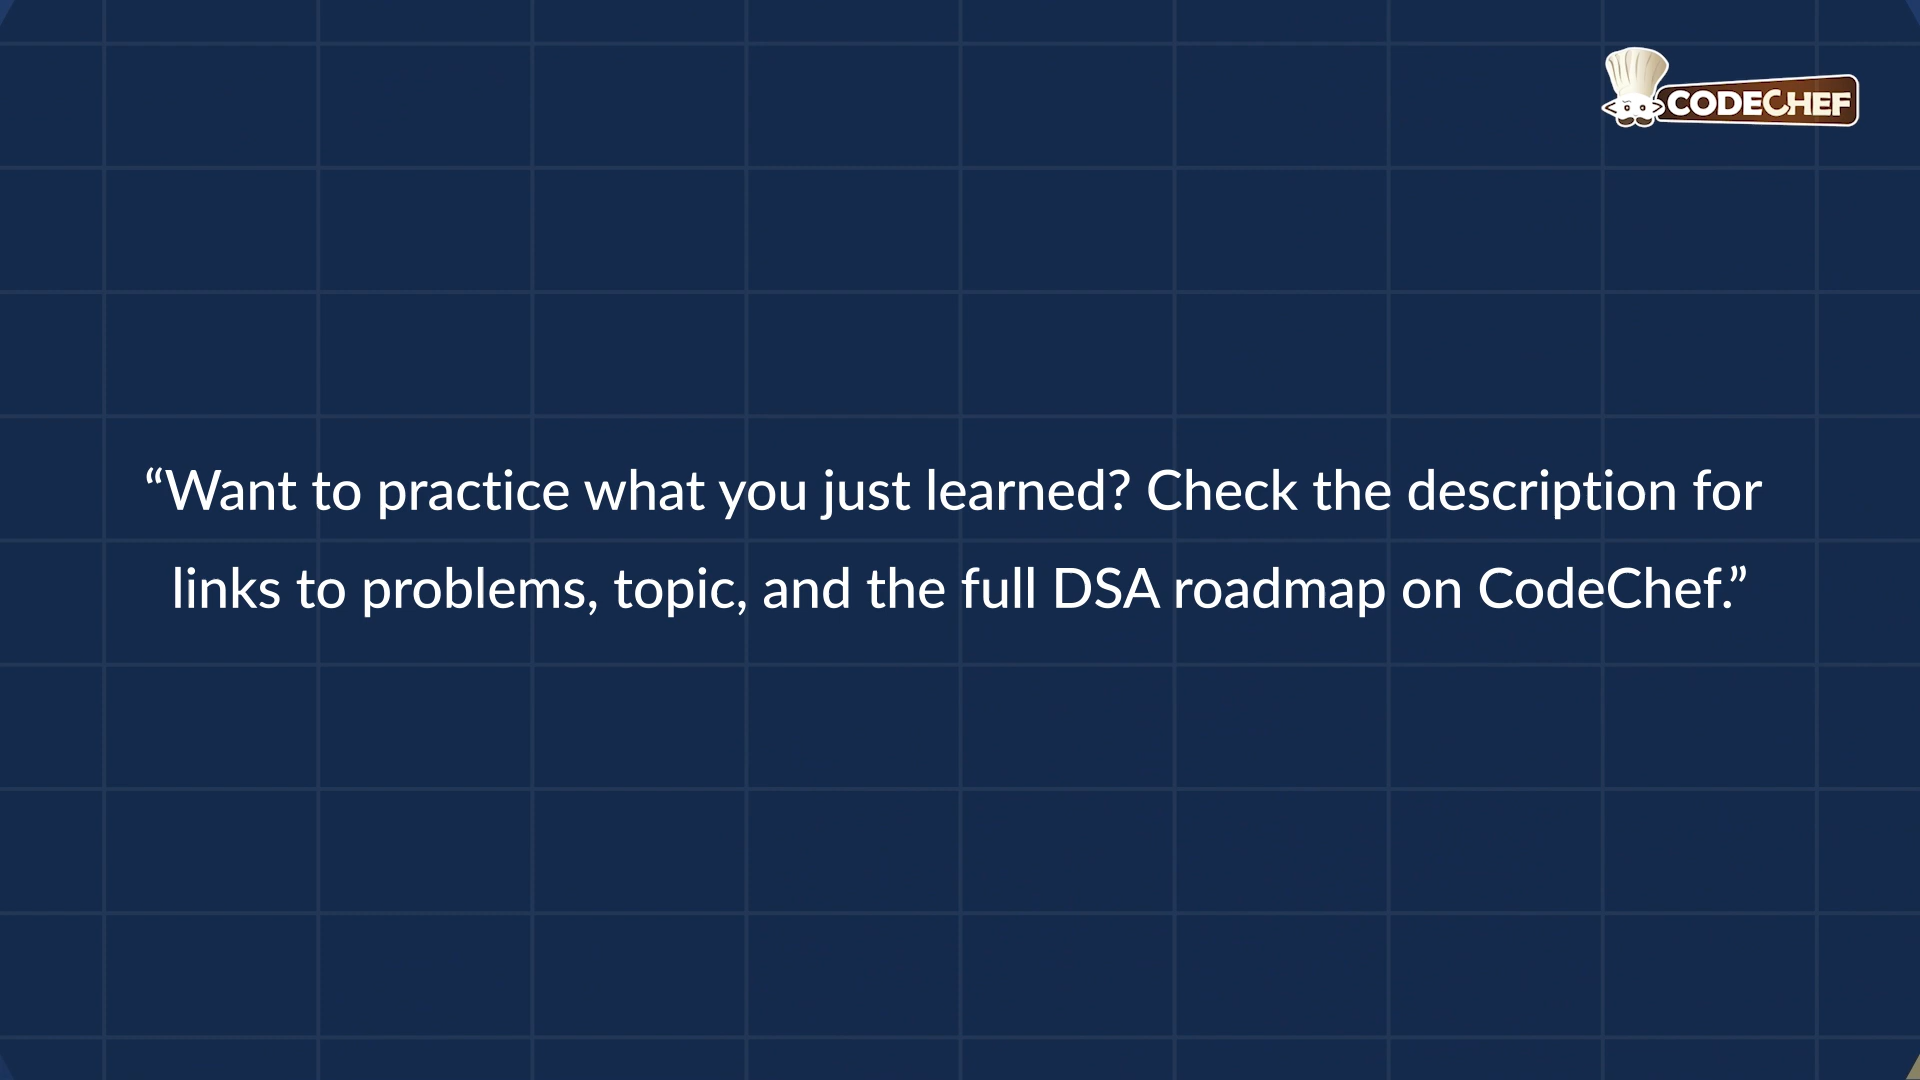 CODECHEF
“Want to practice what you just learned? Check the description for
links to problems, topic, and the full DSA roadmap on CodeChef.”